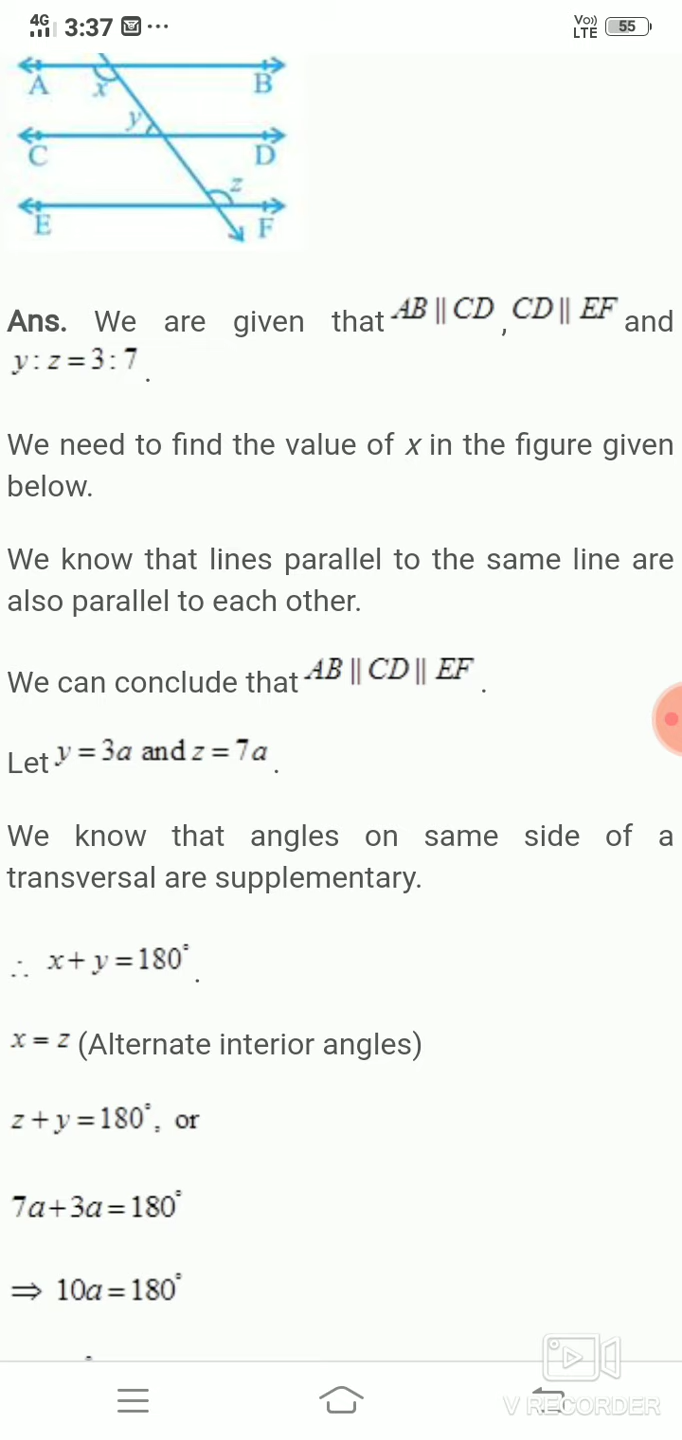 4G 3:37 ... Vo)) LTE 55
A x B
y
C D
z
E F
Ans. We are given that AB || CD, CD || EF and
y : z = 3 : 7.
We need to find the value of x in the figure given
below.
We know that lines parallel to the same line are
also parallel to each other.
We can conclude that AB || CD || EF.
Let y = 3a and z = 7a.
We know that angles on same side of a
transversal are supplementary.
∴ x + y = 180°.
x = z (Alternate interior angles)
z + y = 180°, or
7a+3a = 180°
⇒ 10a = 180°
V RECORDER